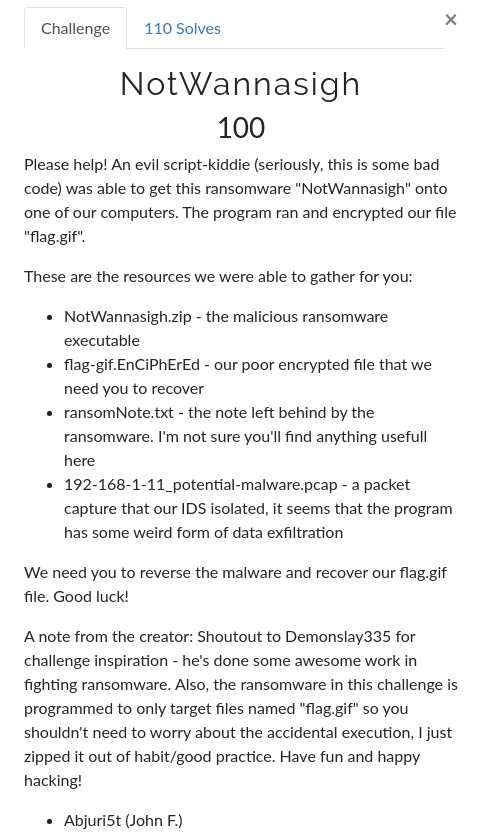 Challenge 110 Solves ×
NotWannasigh
100
Please help! An evil script-kiddie (seriously, this is some bad
code) was able to get this ransomware "NotWannasigh" onto
one of our computers. The program ran and encrypted our file
"flag.gif".
These are the resources we were able to gather for you:
• NotWannasigh.zip - the malicious ransomware
executable
• flag-gif.EnCiPhErEd - our poor encrypted file that we
need you to recover
• ransomNote.txt - the note left behind by the
ransomware. I'm not sure you'll find anything usefull
here
• 192-168-1-11_potential-malware.pcap - a packet
capture that our IDS isolated, it seems that the program
has some weird form of data exfiltration
We need you to reverse the malware and recover our flag.gif
file. Good luck!
A note from the creator: Shoutout to Demonslay335 for
challenge inspiration - he's done some awesome work in
fighting ransomware. Also, the ransomware in this challenge is
programmed to only target files named "flag.gif" so you
shouldn't need to worry about the accidental execution, I just
zipped it out of habit/good practice. Have fun and happy
hacking!
• Abjuri5t (John F.)